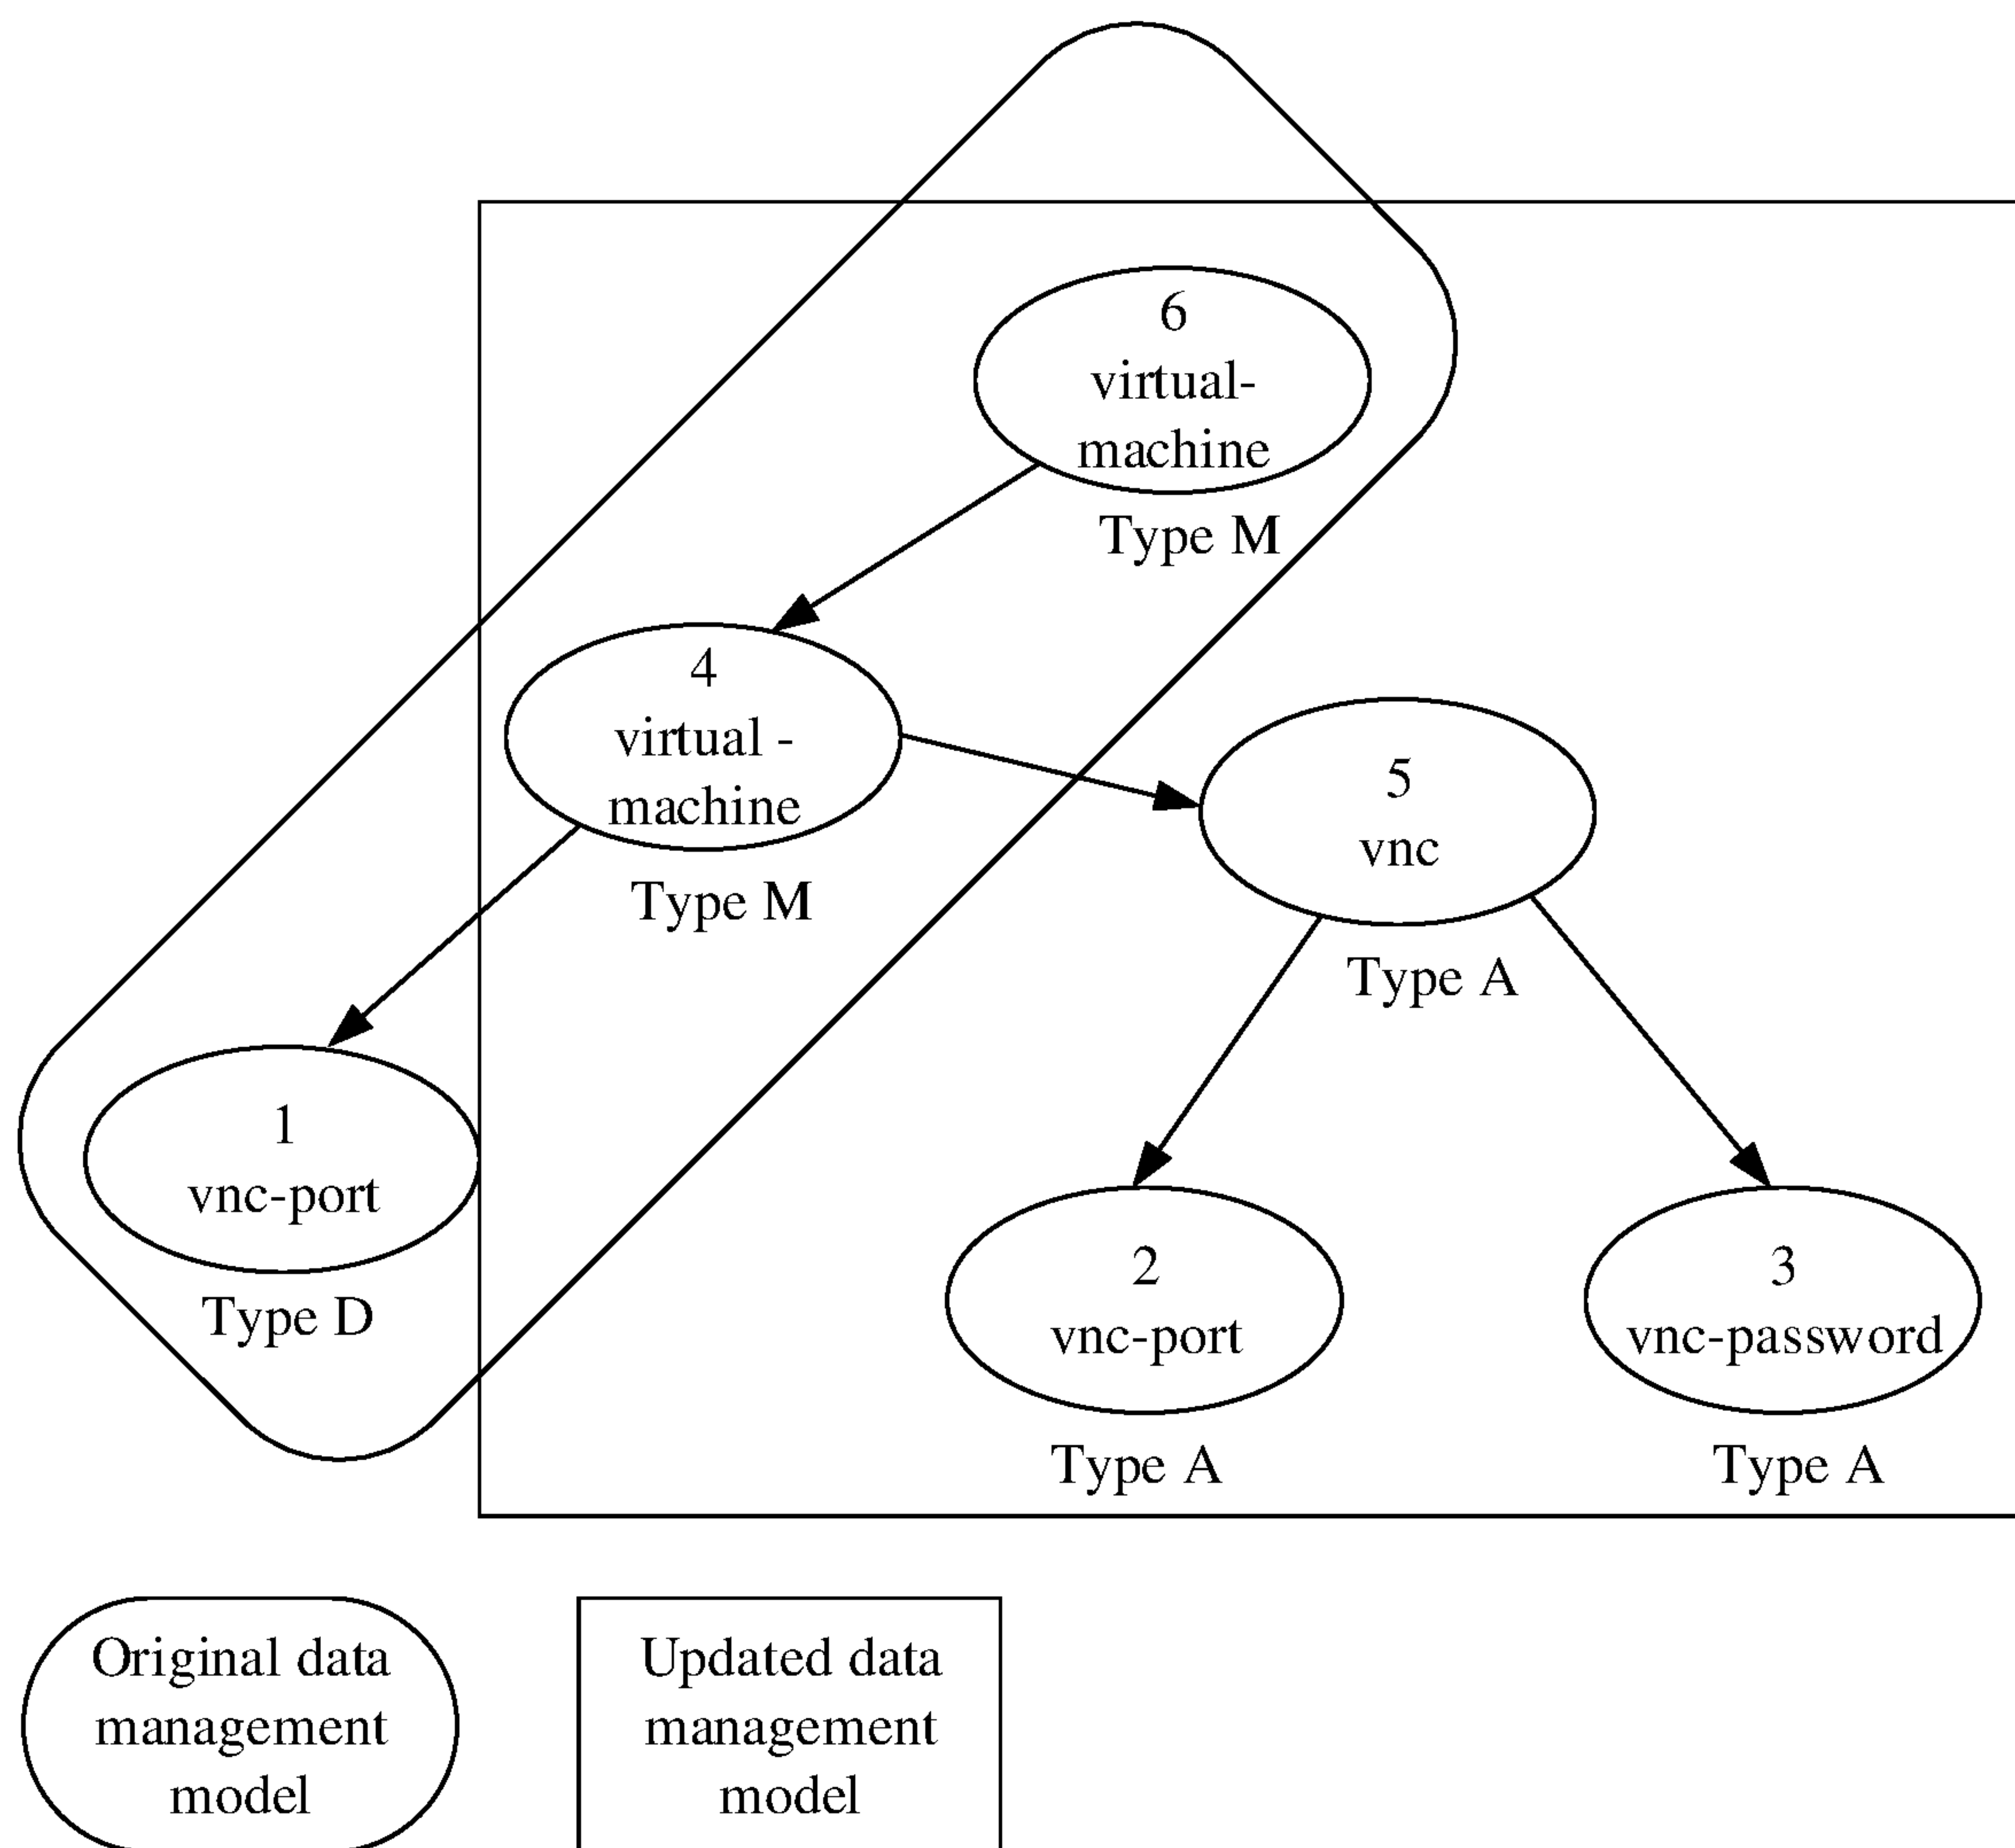 6
virtual-
machine
Type M
4
virtual -
machine
Type M
5
vnc
Type A
1
vnc-port
Type D
2
vnc-port
Type A
3
vnc-password
Type A
Original data
management
model
Updated data
management
model